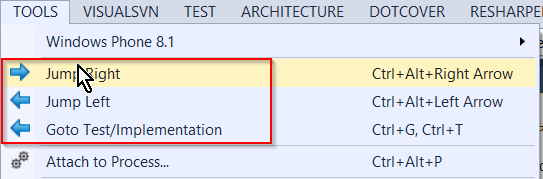 TOOLS VISUALSVN TEST ARCHITECTURE DOTCOVER RESHARPER
Windows Phone 8.1
Jump Right Ctrl+Alt+Right Arrow
Jump Left Ctrl+Alt+Left Arrow
Goto Test/Implementation Ctrl+G, Ctrl+T
Attach to Process... Ctrl+Alt+P